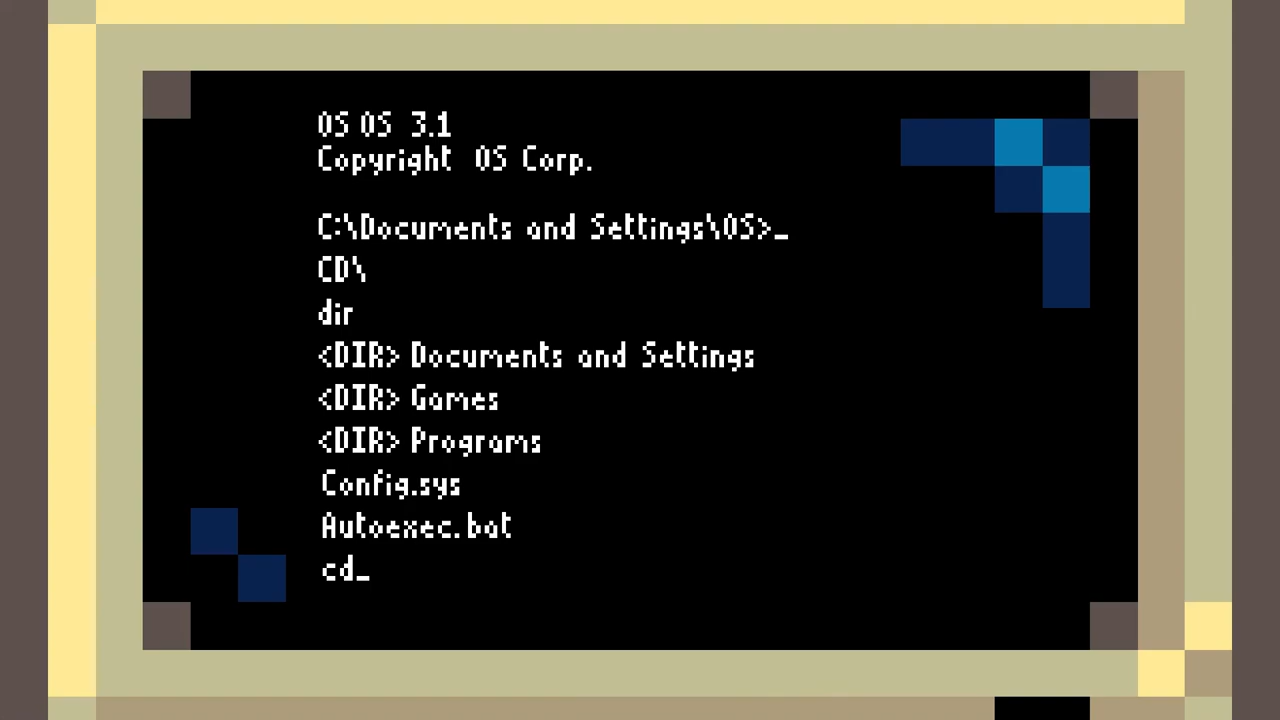 OS OS 3.1
Copyright OS Corp.
C:\Documents and Settings\OS>_
CD\
dir
<DIR> Documents and Settings
<DIR> Games
<DIR> Programs
Config.sys
Autoexec.bat
cd_